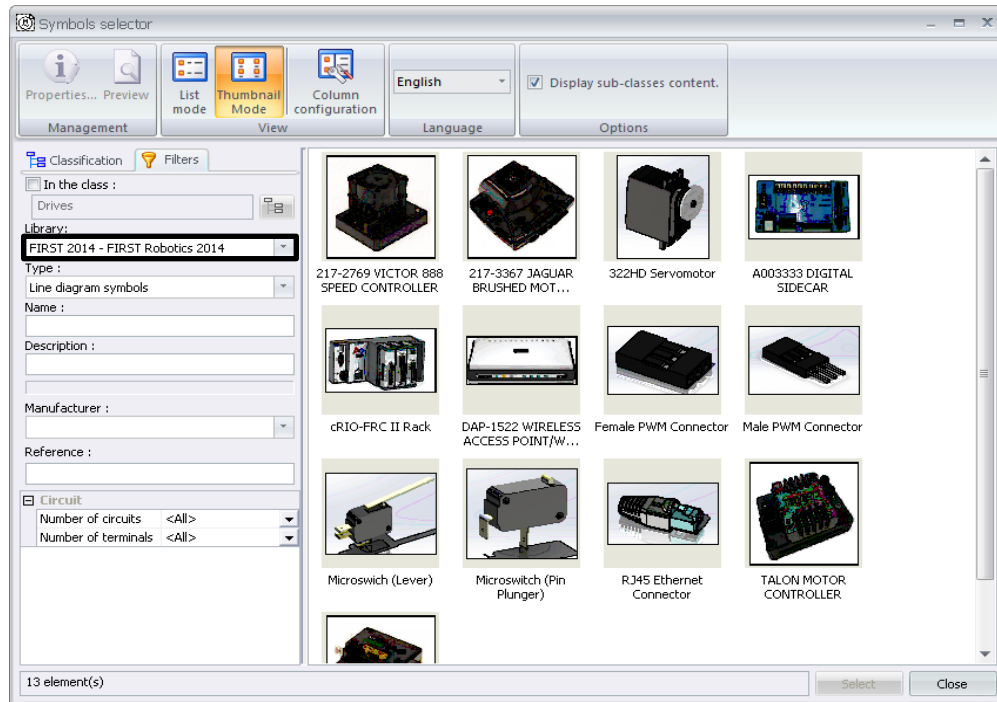 Symbols selector
Properties... Preview
List mode
Thumbnail Mode
Column configuration
English
Display sub-classes content.
Management
View
Language
Options
Classification
Filters
In the class :
Drives
Library:
FIRST 2014 - FIRST Robotics 2014
Type :
Line diagram symbols
Name :
Description :
Manufacturer :
Reference :
Circuit
Number of circuits <All>
Number of terminals <All>
217-2769 VICTOR 888
SPEED CONTROLLER
217-3367 JAGUAR
BRUSHED MOT...
322HD Servomotor
A003333 DIGITAL
SIDECAR
cRIO-FRC II Rack
DAP-1522 WIRELESS
ACCESS POINT/W...
Female PWM Connector
Male PWM Connector
Microswich (Lever)
Microswitch (Pin
Plunger)
RJ45 Ethernet
Connector
TALON MOTOR
CONTROLLER
13 element(s)
Select
Close